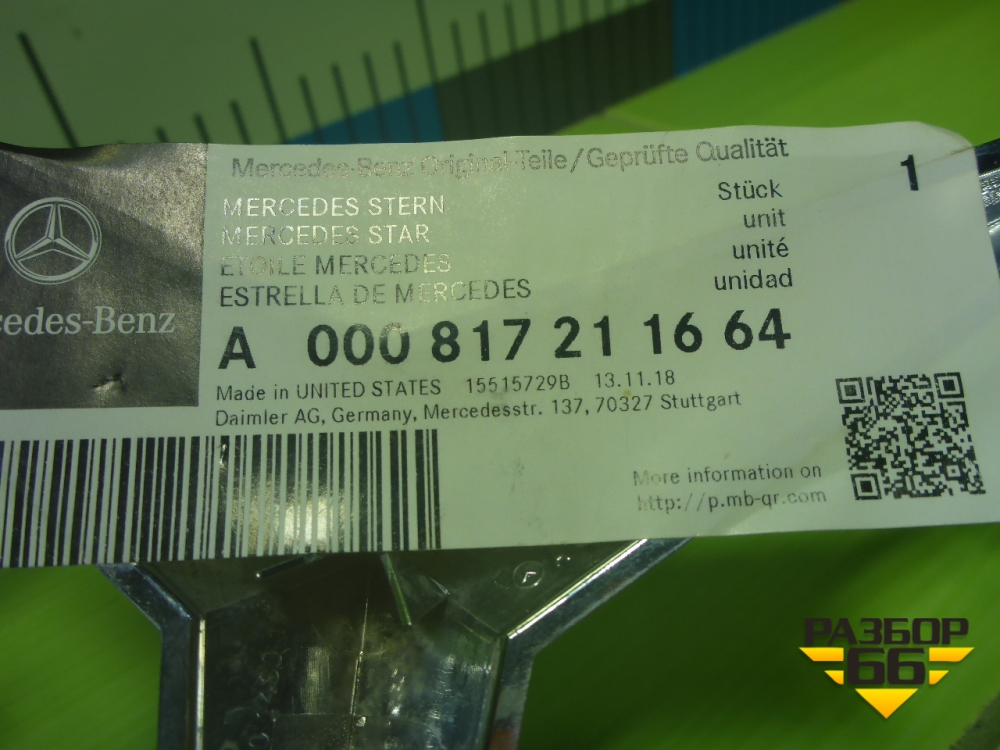 Mercedes-Benz Original-Teile/Geprüfte Qualität
1
MERCEDES STERN
MERCEDES STAR
ETOILE MERCEDES
ESTRELLA DE MERCEDES
Stück
unit
unité
unidad
cedes-Benz
A 000 817 21 16 64
Made in UNITED STATES 15515729B 13.11.18
Daimler AG, Germany, Mercedesstr. 137, 70327 Stuttgart
More information on
http://p.mb-qr.com
РАЗБОР
66